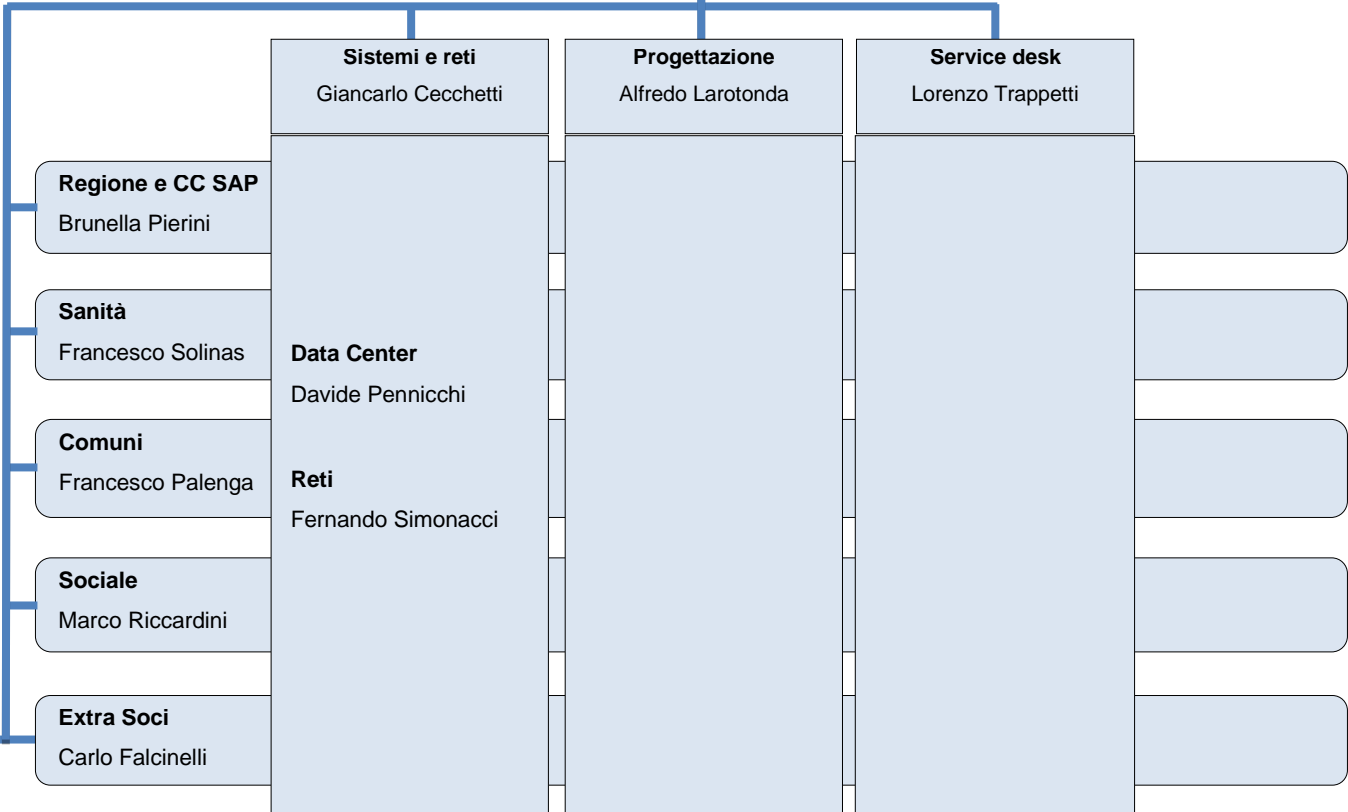 Sistemi e reti
Giancarlo Cecchetti
Progettazione
Alfredo Larotonda
Service desk
Lorenzo Trappetti
Regione e CC SAP
Brunella Pierini
Sanità
Francesco Solinas
Data Center
Davide Pennicchi
Comuni
Francesco Palenga
Reti
Fernando Simonacci
Sociale
Marco Riccardini
Extra Soci
Carlo Falcinelli